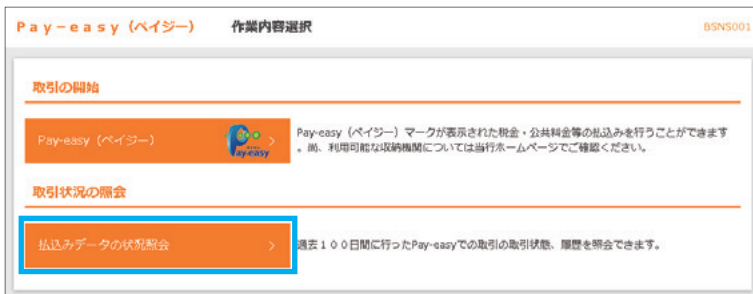 Pay-easy（ペイジー） 作業内容選択 BSNS001
取引の開始
Pay-easy（ペイジー）
Pay-easy
Pay-easy（ペイジー）マークが表示された税金・公共料金等の払込みを行うことができます
。尚、利用可能な収納機関については当行ホームページでご確認ください。
取引状況の照会
払込みデータの状況照会
過去１００日間に行ったPay-easyでの取引の取引状態、履歴を照会できます。